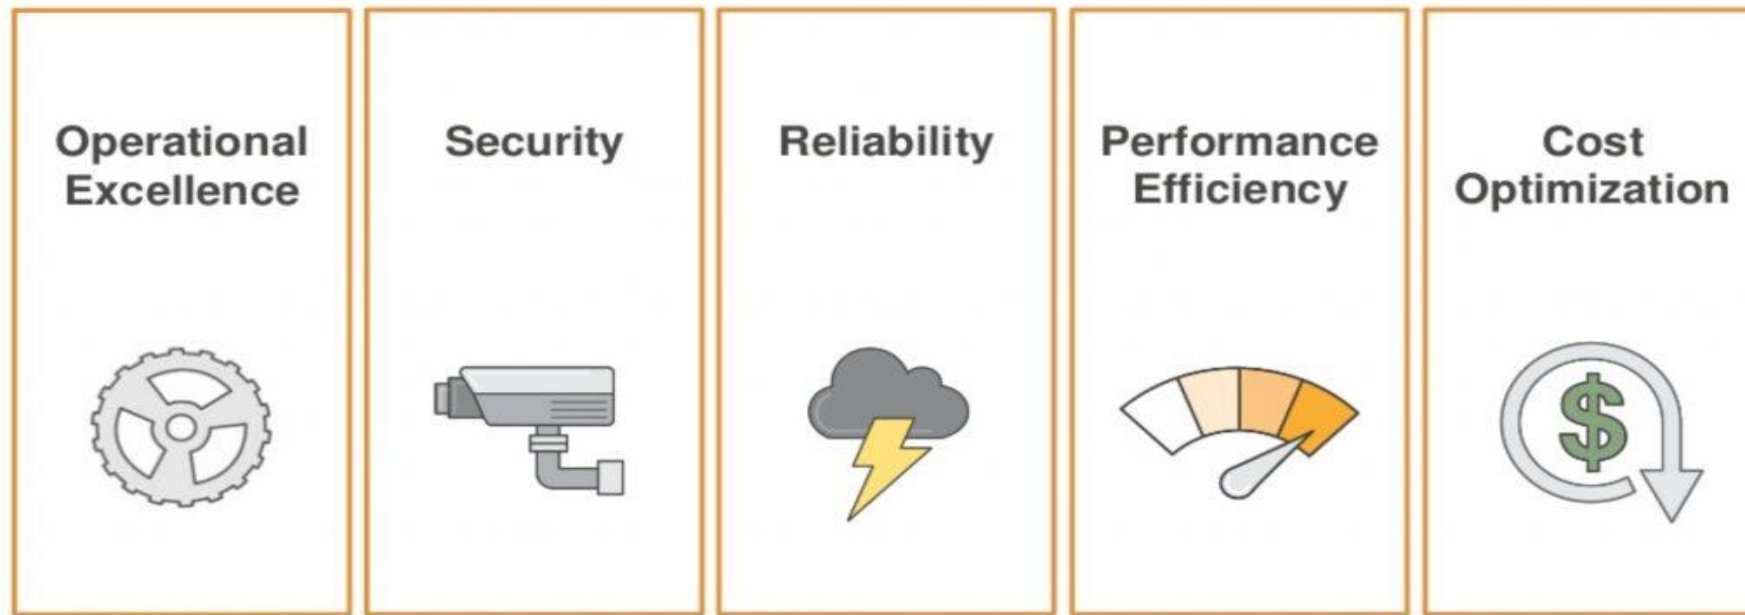 Operational
Excellence
Security
Reliability
Performance
Efficiency
Cost
Optimization
$